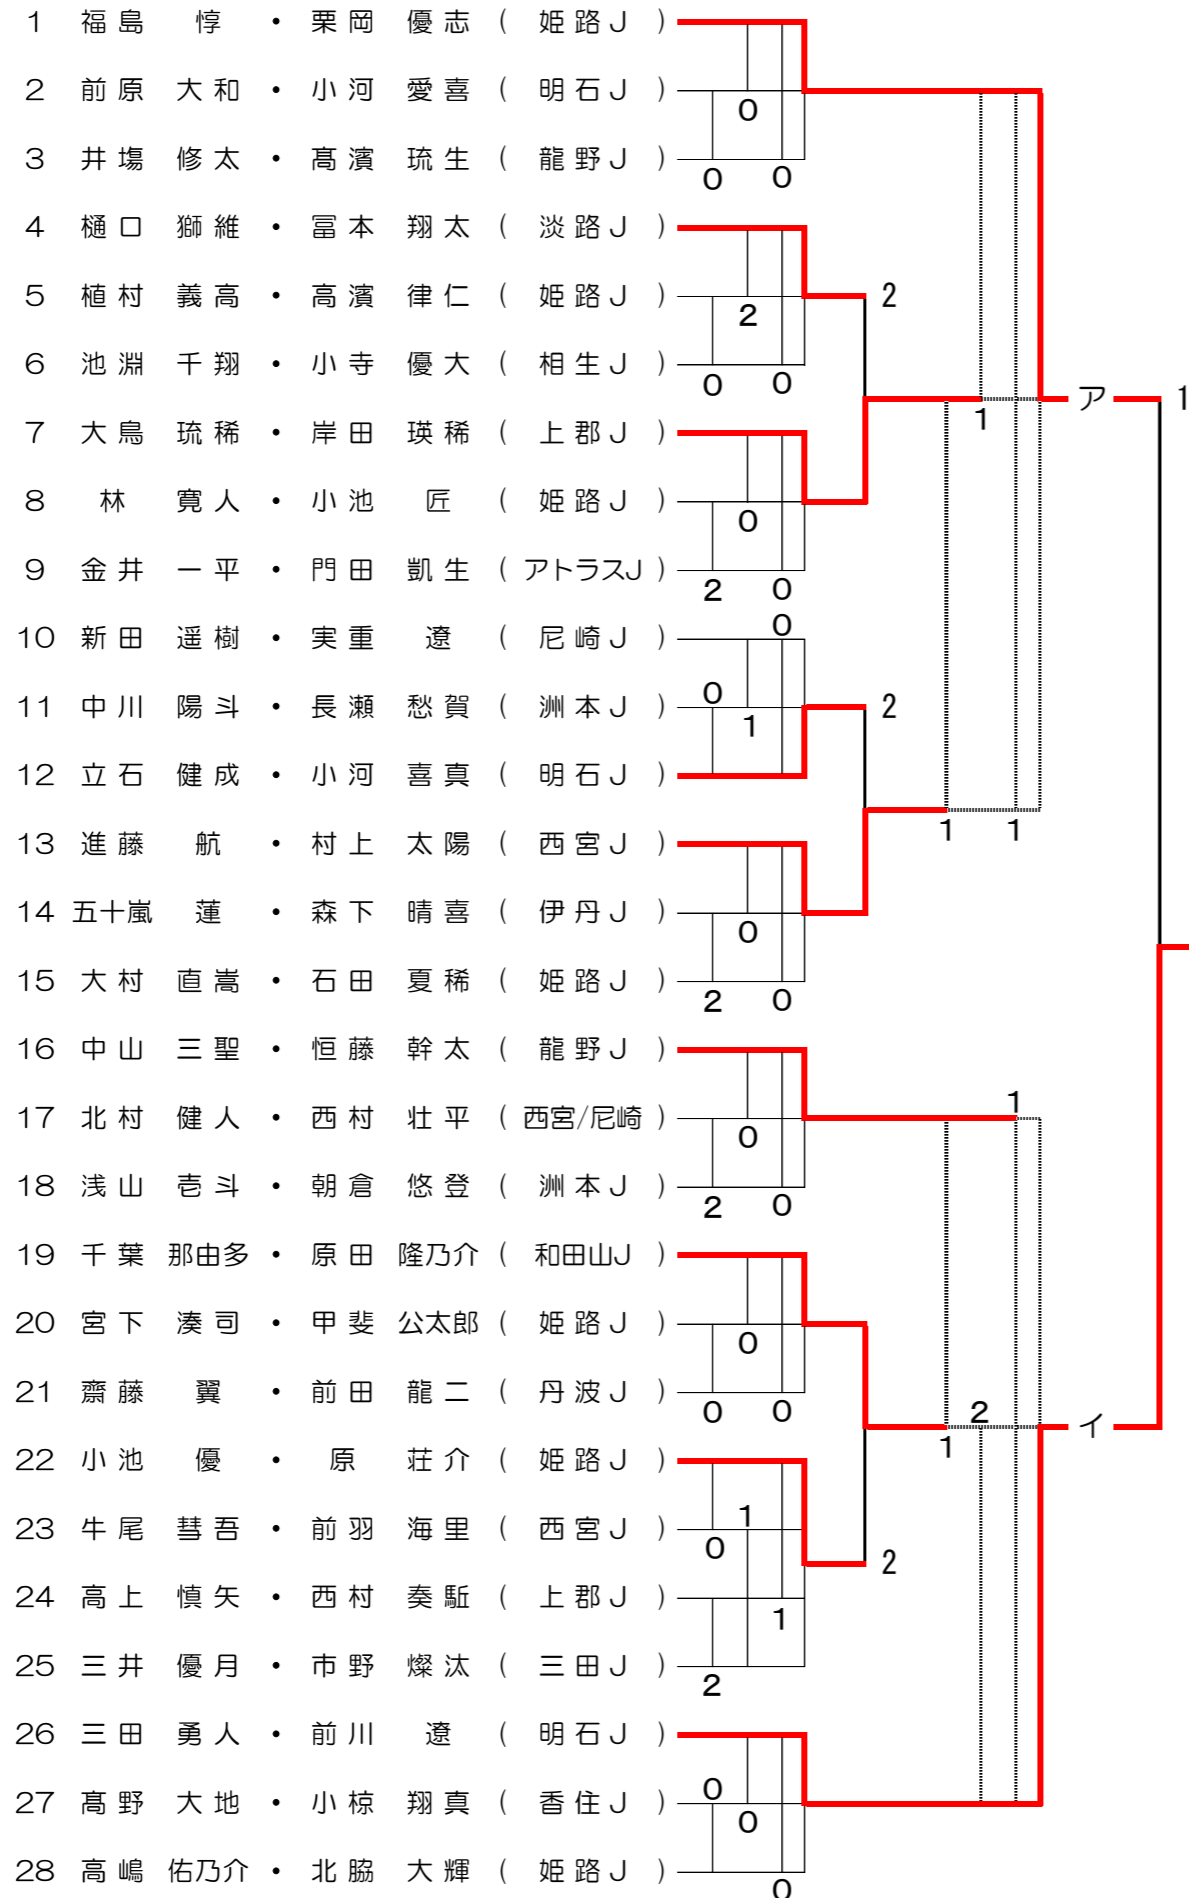 1 福島 惇 ・ 栗岡 優志 ( 姫路J )
2 前原 大和 ・ 小河 愛喜 ( 明石J )
0
3 井塲 修太 ・ 髙濱 琉生 ( 龍野J )
0 0
4 樋口 獅維 ・ 冨本 翔太 ( 淡路J )
5 植村 義高 ・ 高濱 律仁 ( 姫路J ) 2
2
6 池淵 千翔 ・ 小寺 優大 ( 相生J )
0 0
ア 1
1
7 大鳥 琉稀 ・ 岸田 瑛稀 ( 上郡J )
8 林 寛人 ・ 小池 匠 ( 姫路J )
0
9 金井 一平 ・ 門田 凱生 ( アトラスJ )
2 0
0
10 新田 遥樹 ・ 実重 遼 ( 尼崎J )
0
11 中川 陽斗 ・ 長瀬 愁賀 ( 洲本J ) 2
1
12 立石 健成 ・ 小河 喜真 ( 明石J )
1 1
13 進藤 航 ・ 村上 太陽 ( 西宮J )
14 五十嵐 蓮 ・ 森下 晴喜 ( 伊丹J )
0
15 大村 直嵩 ・ 石田 夏稀 ( 姫路J )
2 0
16 中山 三聖 ・ 恒藤 幹太 ( 龍野J )
1
17 北村 健人 ・ 西村 壮平 ( 西宮/尼崎 )
0
18 浅山 壱斗 ・ 朝倉 悠登 ( 洲本J )
2 0
19 千葉 那由多 ・ 原田 隆乃介 ( 和田山J )
20 宮下 湊司 ・ 甲斐 公太郎 ( 姫路J )
0
21 齋藤 翼 ・ 前田 龍二 ( 丹波J )
0 0
2
イ
1
22 小池 優 ・ 原 荘介 ( 姫路J )
1
23 牛尾 彗吾 ・ 前羽 海里 ( 西宮J )
0
2
24 高上 慎矢 ・ 西村 奏駈 ( 上郡J )
1
25 三井 優月 ・ 市野 燦汰 ( 三田J )
2
26 三田 勇人 ・ 前川 遼 ( 明石J )
0
27 髙野 大地 ・ 小椋 翔真 ( 香住J )
0
28 高嶋 佑乃介 ・ 北脇 大輝 ( 姫路J )
0